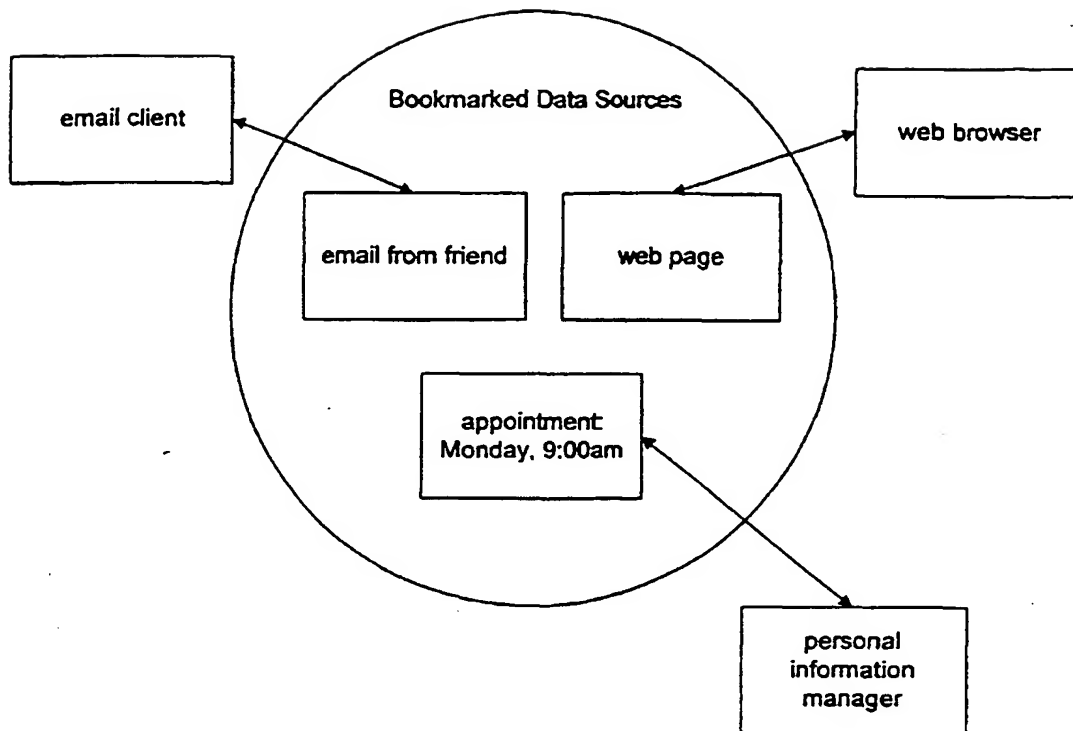 Bookmarked Data Sources
email client
web browser
email from friend
web page
appointment:
Monday, 9:00am
personal
information
manager